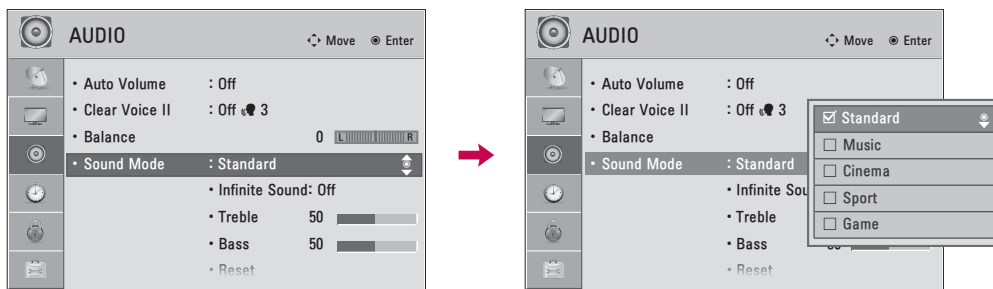 AUDIO
Move Enter
• Auto Volume : Off
• Clear Voice II : Off 3
• Balance 0 L R
• Sound Mode : Standard
• Infinite Sound: Off
• Treble 50
• Bass 50
• Reset
AUDIO
Move Enter
• Auto Volume : Off
• Clear Voice II : Off 3
• Balance
• Sound Mode : Standard
• Infinite Sou
• Treble
• Bass
• Reset
Standard
Music
Cinema
Sport
Game